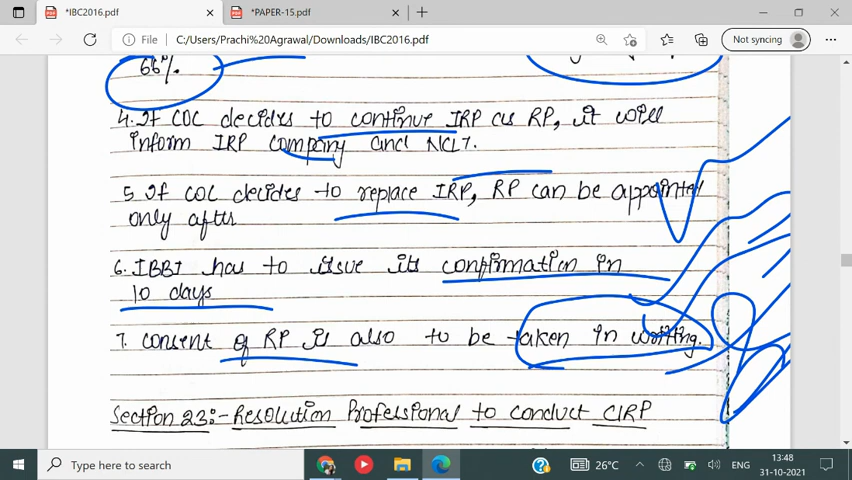 *IBC2016.pdf
*PAPER-15.pdf
File
C:/Users/Prachi%20Agrawal/Downloads/IBC2016.pdf
Not syncing
66%.
4. If COC decides to continue IRP as RP, it will
inform IRP company and NCLT.
5. If COC decides to replace IRP, RP can be appointed
only after
6. IBBI has to issue its confirmation in
10 days
7. Consent of RP is also to be taken in writing.
Section 23:- Resolution Professional to conduct CIRP
Type here to search
26°C
ENG
13:48
31-10-2021